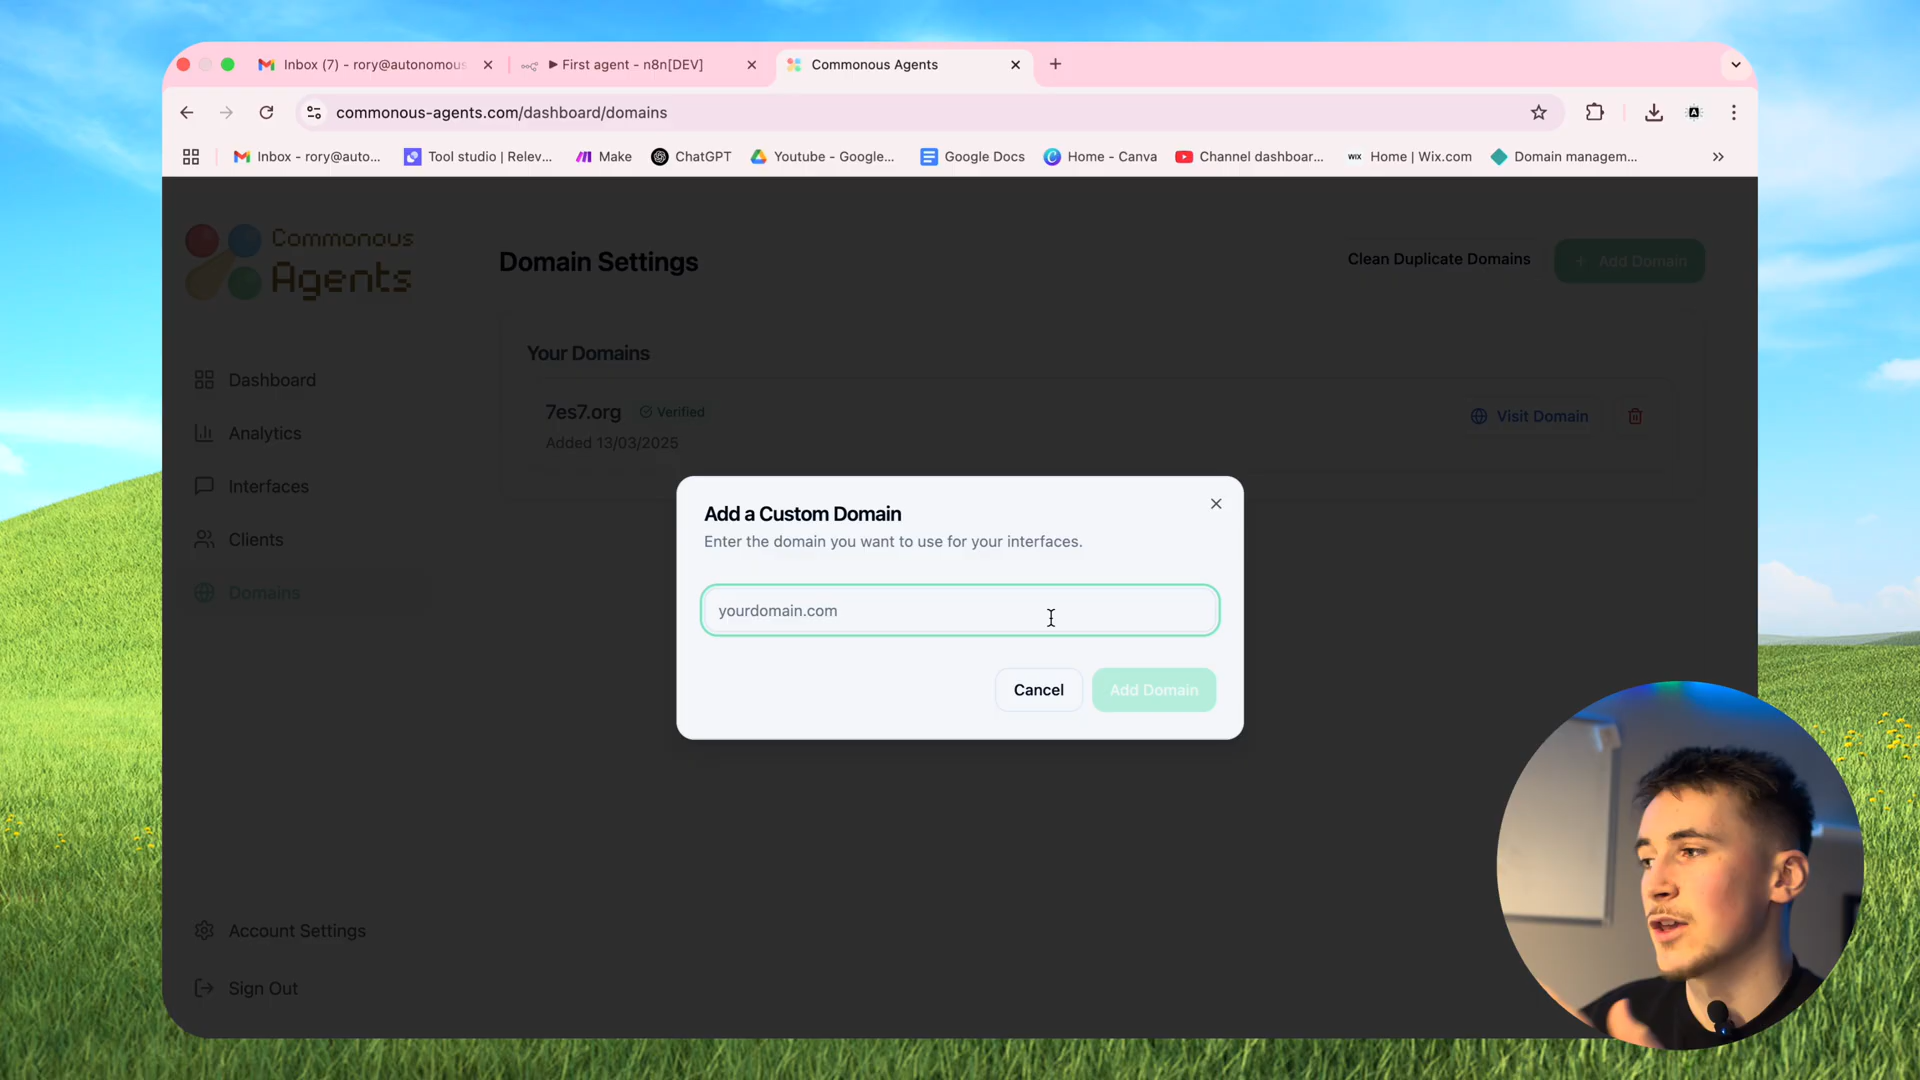 Inbox (7) - rory@autonomous
First agent - n8n[DEV]
Commonous Agents
commonous-agents.com/dashboard/domains
Inbox - rory@auto...
Tool studio | Relev...
Make
ChatGPT
Youtube - Google...
Google Docs
Home - Canva
Channel dashboar...
WIX Home | Wix.com
Domain managem...
Commonous
Agents
Dashboard
Analytics
Interfaces
Clients
Domains
Account Settings
Sign Out
Domain Settings
Clean Duplicate Domains
+ Add Domain
Your Domains
7es7.org
Verified
Added 13/03/2025
Visit Domain
Add a Custom Domain
Enter the domain you want to use for your interfaces.
yourdomain.com
Cancel
Add Domain